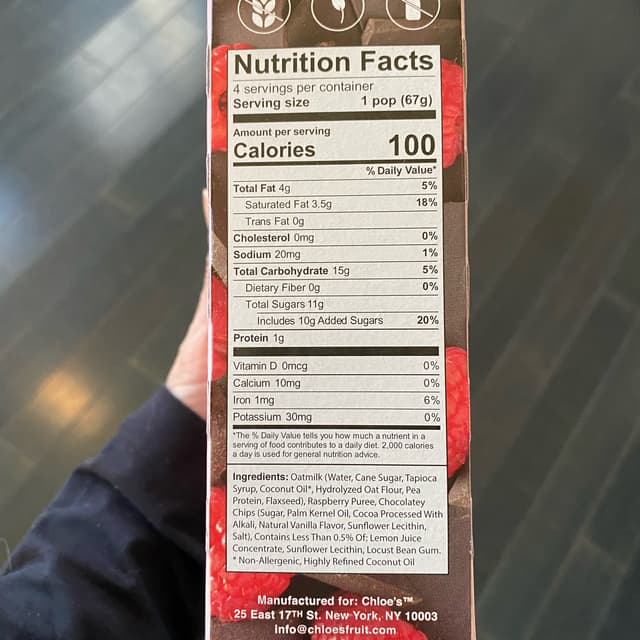 Nutrition Facts
4 servings per container
Serving size 1 pop (67g)
Amount per serving
Calories 100
% Daily Value*
Total Fat 4g 5%
Saturated Fat 3.5g 18%
Trans Fat 0g
Cholesterol 0mg 0%
Sodium 20mg 1%
Total Carbohydrate 15g 5%
Dietary Fiber 0g 0%
Total Sugars 11g
Includes 10g Added Sugars 20%
Protein 1g
Vitamin D 0mcg 0%
Calcium 10mg 0%
Iron 1mg 6%
Potassium 30mg 0%
*The % Daily Value tells you how much a nutrient in a
serving of food contributes to a daily diet. 2,000 calories
a day is used for general nutrition advice.
Ingredients: Oatmilk (Water, Cane Sugar, Tapioca
Syrup, Coconut Oil*, Hydrolyzed Oat Flour, Pea
Protein, Flaxseed), Raspberry Puree, Chocolatey
Chips (Sugar, Palm Kernel Oil, Cocoa Processed With
Alkali, Natural Vanilla Flavor, Sunflower Lecithin,
Salt), Contains Less Than 0.5% Of: Lemon Juice
Concentrate, Sunflower Lecithin, Locust Bean Gum.
* Non-Allergenic, Highly Refined Coconut Oil
Manufactured for: Chloe's™
25 East 17TH St. New York, NY 10003
info@chloesfruit.com